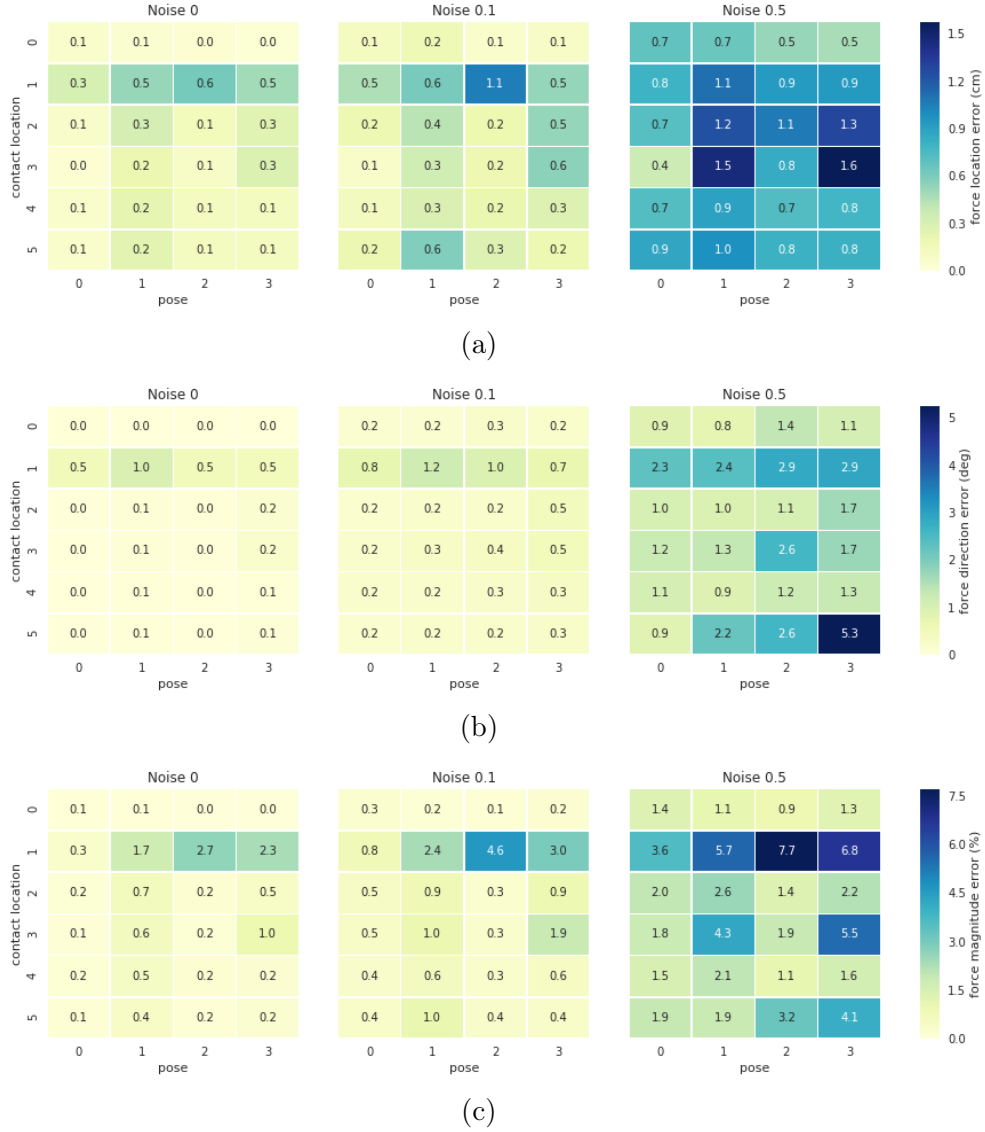 Noise 0 Noise 0.1 Noise 0.5
0 0.1 0.1 0.0 0.0 0.1 0.2 0.1 0.1 0.7 0.7 0.5 0.5 1.5
1 0.3 0.5 0.6 0.5 0.5 0.6 1.1 0.5 0.8 1.1 0.9 0.9 1.2
2 0.1 0.3 0.1 0.3 0.2 0.4 0.2 0.5 0.7 1.2 1.1 1.3 0.9
3 0.0 0.2 0.1 0.3 0.1 0.3 0.2 0.6 0.4 1.5 0.8 1.6 0.6
4 0.1 0.2 0.1 0.1 0.1 0.3 0.2 0.3 0.7 0.9 0.7 0.8 0.3
5 0.1 0.2 0.1 0.1 0.2 0.6 0.3 0.2 0.9 1.0 0.8 0.8 0.0
contact location
force location error (cm)
0 1 2 3 0 1 2 3 0 1 2 3
pose pose pose
(a)
Noise 0 Noise 0.1 Noise 0.5
0 0.0 0.0 0.0 0.0 0.2 0.2 0.3 0.2 0.9 0.8 1.4 1.1 5
1 0.5 1.0 0.5 0.5 0.8 1.2 1.0 0.7 2.3 2.4 2.9 2.9 4
2 0.0 0.1 0.0 0.2 0.2 0.2 0.2 0.5 1.0 1.0 1.1 1.7 3
3 0.0 0.1 0.0 0.2 0.2 0.3 0.4 0.5 1.2 1.3 2.6 1.7 2
4 0.0 0.1 0.0 0.1 0.2 0.2 0.3 0.3 1.1 0.9 1.2 1.3 1
5 0.0 0.1 0.0 0.1 0.2 0.2 0.2 0.3 0.9 2.2 2.6 5.3 0
contact location
force direction error (deg)
0 1 2 3 0 1 2 3 0 1 2 3
pose pose pose
(b)
Noise 0 Noise 0.1 Noise 0.5
0 0.1 0.1 0.0 0.0 0.3 0.2 0.1 0.2 1.4 1.1 0.9 1.3 7.5
1 0.3 1.7 2.7 2.3 0.8 2.4 4.6 3.0 3.6 5.7 7.7 6.8 6.0
2 0.2 0.7 0.2 0.5 0.5 0.9 0.3 0.9 2.0 2.6 1.4 2.2 4.5
3 0.1 0.6 0.2 1.0 0.5 1.0 0.3 1.9 1.8 4.3 1.9 5.5 3.0
4 0.2 0.5 0.2 0.2 0.4 0.6 0.3 0.6 1.5 2.1 1.1 1.6 1.5
5 0.1 0.4 0.2 0.2 0.4 1.0 0.4 0.4 1.9 1.9 3.2 4.1 0.0
contact location
force magnitude error (%)
0 1 2 3 0 1 2 3 0 1 2 3
pose pose pose
(c)